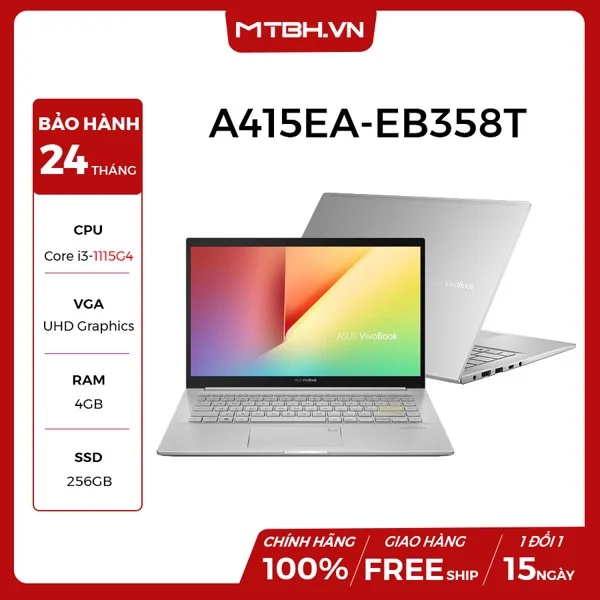 MTBH.VN
A415EA-EB358T
BẢO HÀNH
24 THÁNG
CPU
Core i3-1115G4
VGA
UHD Graphics
RAM
4GB
SSD
256GB
ASUS VivoBook
VivoBook
CHÍNH HÃNG
100%
GIAO HÀNG
FREE SHIP
1 ĐỔI 1
15 NGÀY